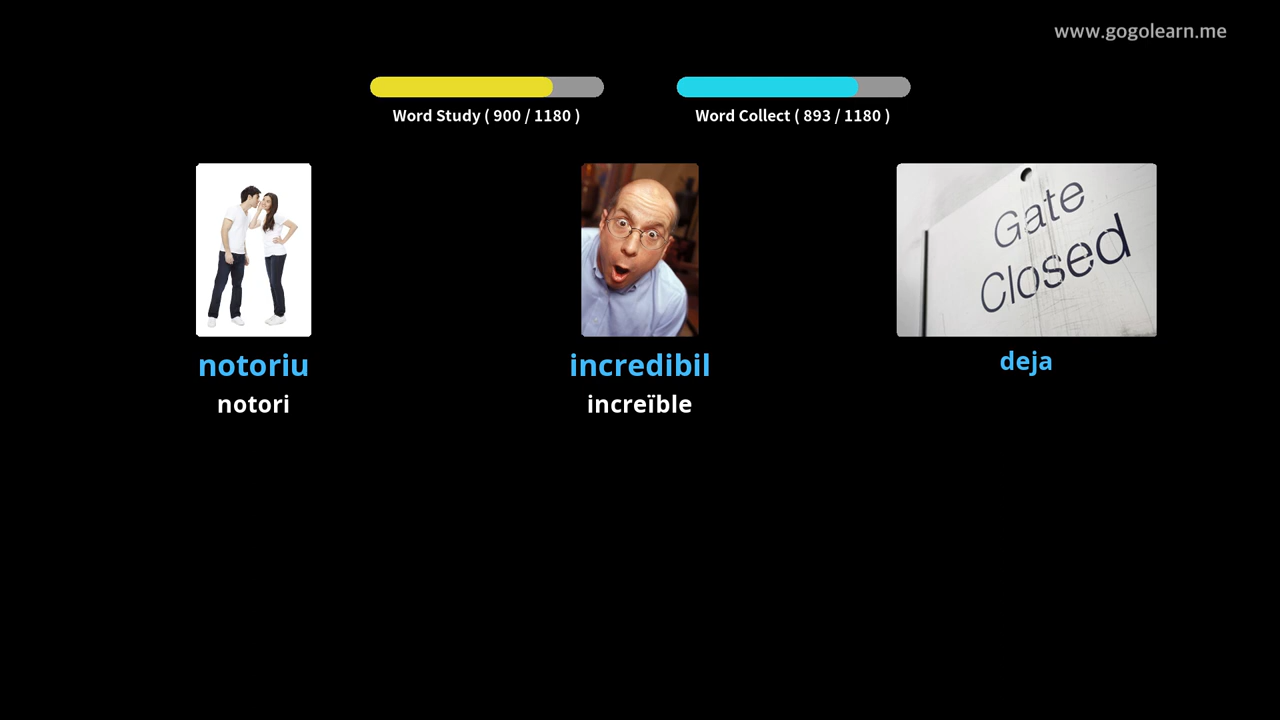 www.gogolearn.me
Word Study ( 900 / 1180 )
Word Collect ( 893 / 1180 )
Gate
Closed
notoriu
incredibil
deja
notori
increïble